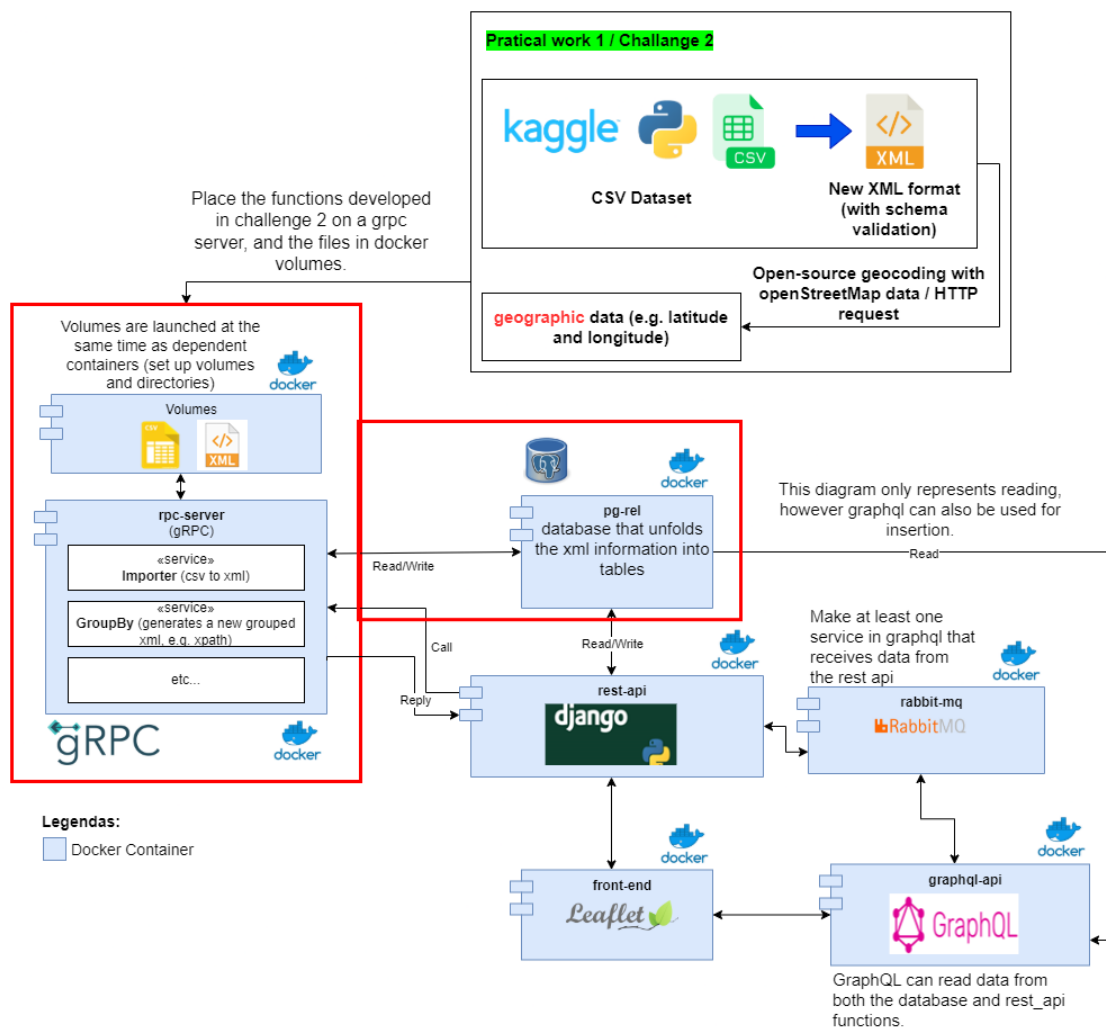 Pratical work 1 / Challange 2
kaggle
CSV
XML
CSV Dataset
New XML format
(with schema
validation)
Place the functions developed
in challenge 2 on a grpc
server, and the files in docker
volumes.
Open-source geocoding with
openStreetMap data / HTTP
request
geographic data (e.g. latitude
and longitude)
Volumes are launched at the
same time as dependent
containers (set up volumes
and directories)
docker
Volumes
CSV
XML
rpc-server
(gRPC)
«service»
Importer (csv to xml)
«service»
GroupBy (generates a new grouped
xml, e.g. xpath)
etc...
gRPC
docker
Read/Write
docker
pg-rel
database that unfolds
the xml information into
tables
This diagram only represents reading,
however graphql can also be used for
insertion.
Read
Call
Reply
Read/Write
docker
rest-api
django
Make at least one
service in graphql that
receives data from
the rest api
docker
rabbit-mq
RabbitMQ
Legendas:
Docker Container
docker
front-end
Leaflet
docker
graphql-api
GraphQL
GraphQL can read data from
both the database and rest_api
functions.